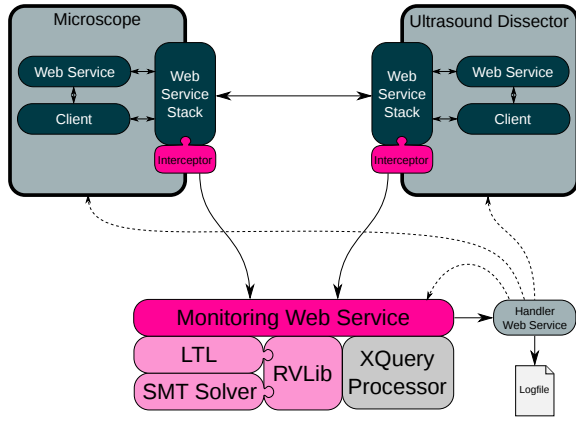 Microscope
Ultrasound Dissector
Web Service
Client
Web
Service
Stack
Interceptor
Web
Service
Stack
Interceptor
Web Service
Client
Monitoring Web Service
LTL
SMT Solver
RVLib
XQuery
Processor
Handler
Web Service
Logfile